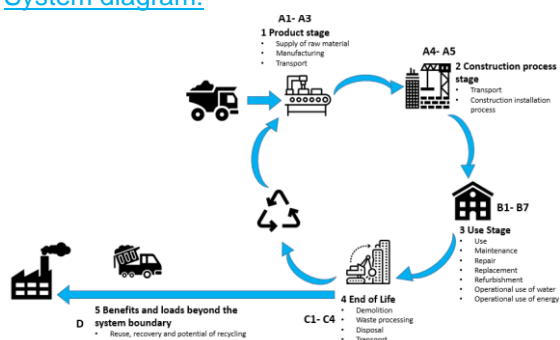 System diagram:
A1- A3
1 Product stage
• Supply of raw material
• Manufacturing
• Transport
A4- A5
2 Construction process
stage
• Transport
• Construction installation
process
B1- B7
3 Use Stage
• Use
• Maintenance
• Repair
• Replacement
• Refurbishment
• Operational use of water
• Operational use of energy
4 End of Life
C1- C4
• Demolition
• Waste processing
• Disposal
• Transport
5 Benefits and loads beyond the
D system boundary
• Reuse, recovery and potential of recycling